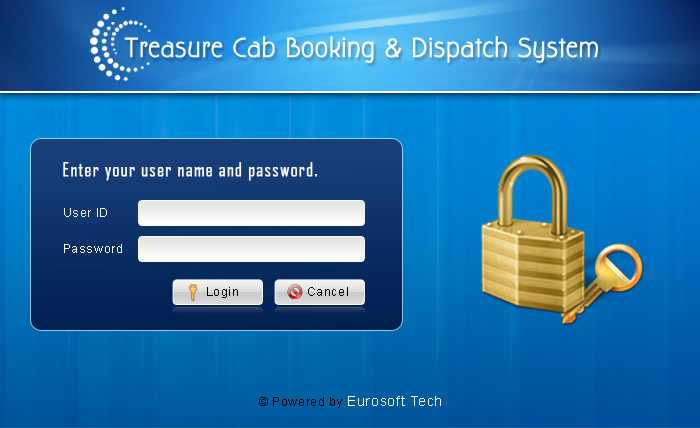 Treasure Cab Booking & Dispatch System
Enter your user name and password.
User ID
Password
Login Cancel
© Powered by Eurosoft Tech